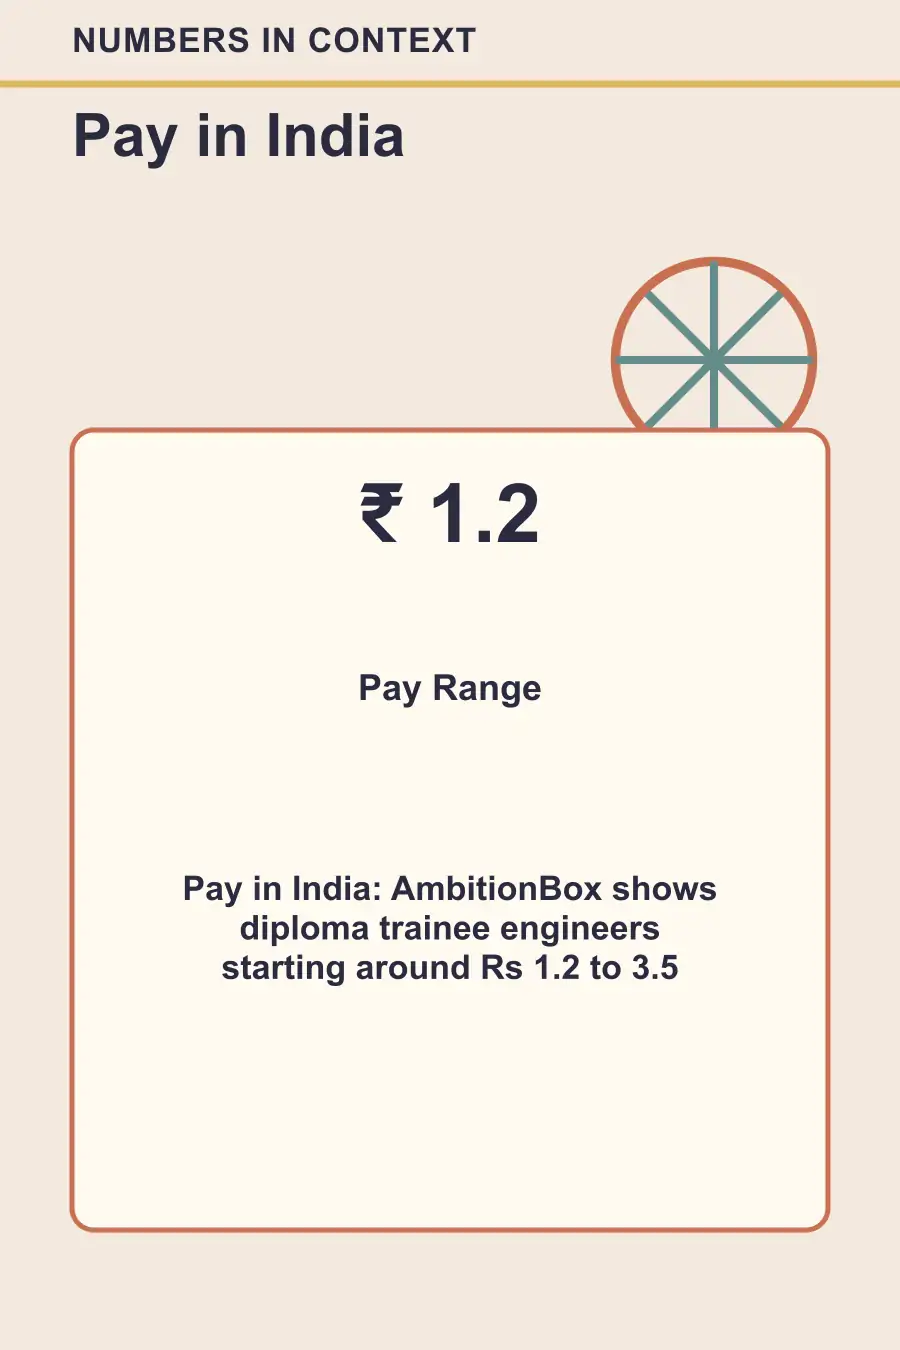 NUMBERS IN CONTEXT
Pay in India
₹ 1.2
Pay Range
Pay in India: AmbitionBox shows
diploma trainee engineers
starting around Rs 1.2 to 3.5